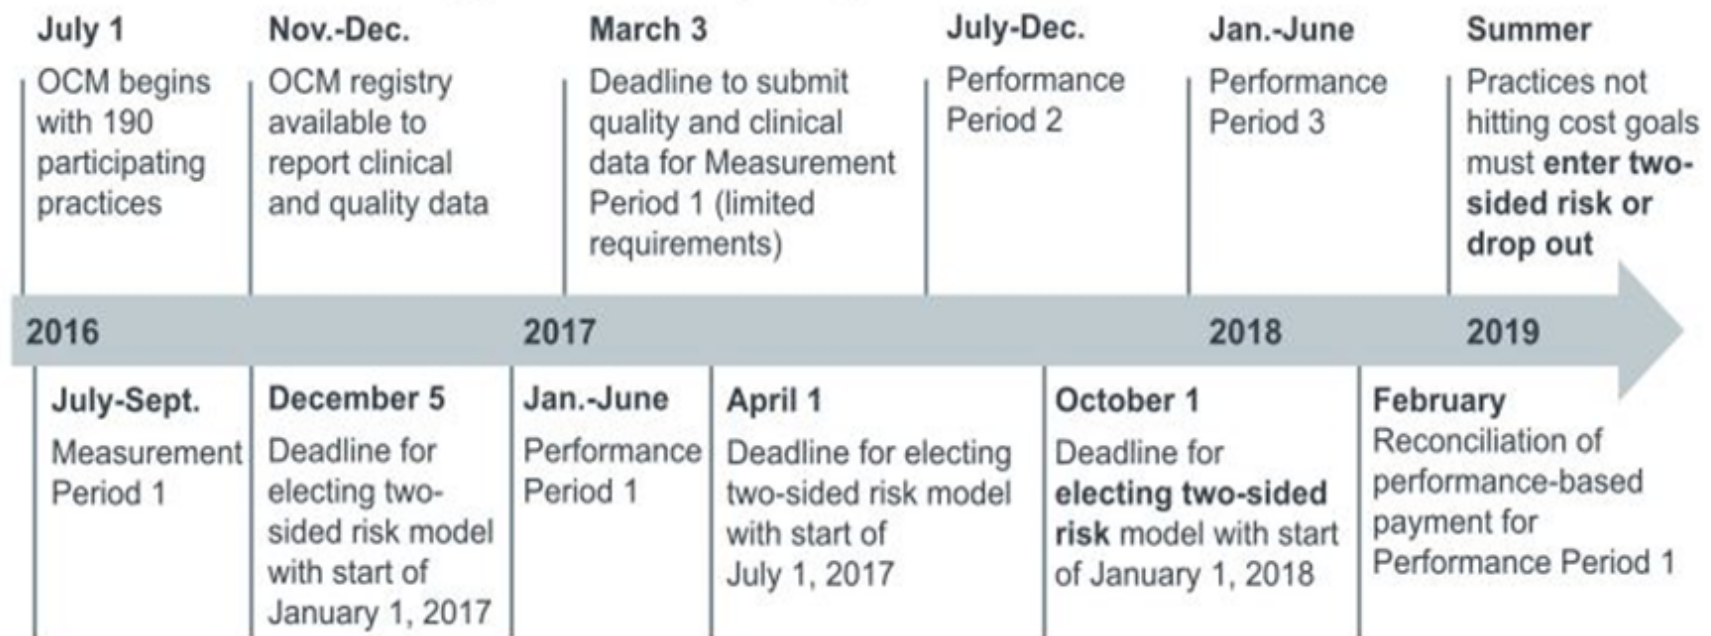 July 1
OCM begins
with 190
participating
practices
Nov.-Dec.
OCM registry
available to
report clinical
and quality data
March 3
Deadline to submit
quality and clinical
data for Measurement
Period 1 (limited
requirements)
July-Dec.
Performance
Period 2
Jan.-June
Performance
Period 3
Summer
Practices not
hitting cost goals
must enter two-
sided risk or
drop out
2016
2017
2018
2019
July-Sept.
Measurement
Period 1
December 5
Deadline for
electing two-
sided risk model
with start of
January 1, 2017
Jan.-June
Performance
Period 1
April 1
Deadline for electing
two-sided risk model
with start of
July 1, 2017
October 1
Deadline for
electing two-sided
risk model with start
of January 1, 2018
February
Reconciliation of
performance-based
payment for
Performance Period 1